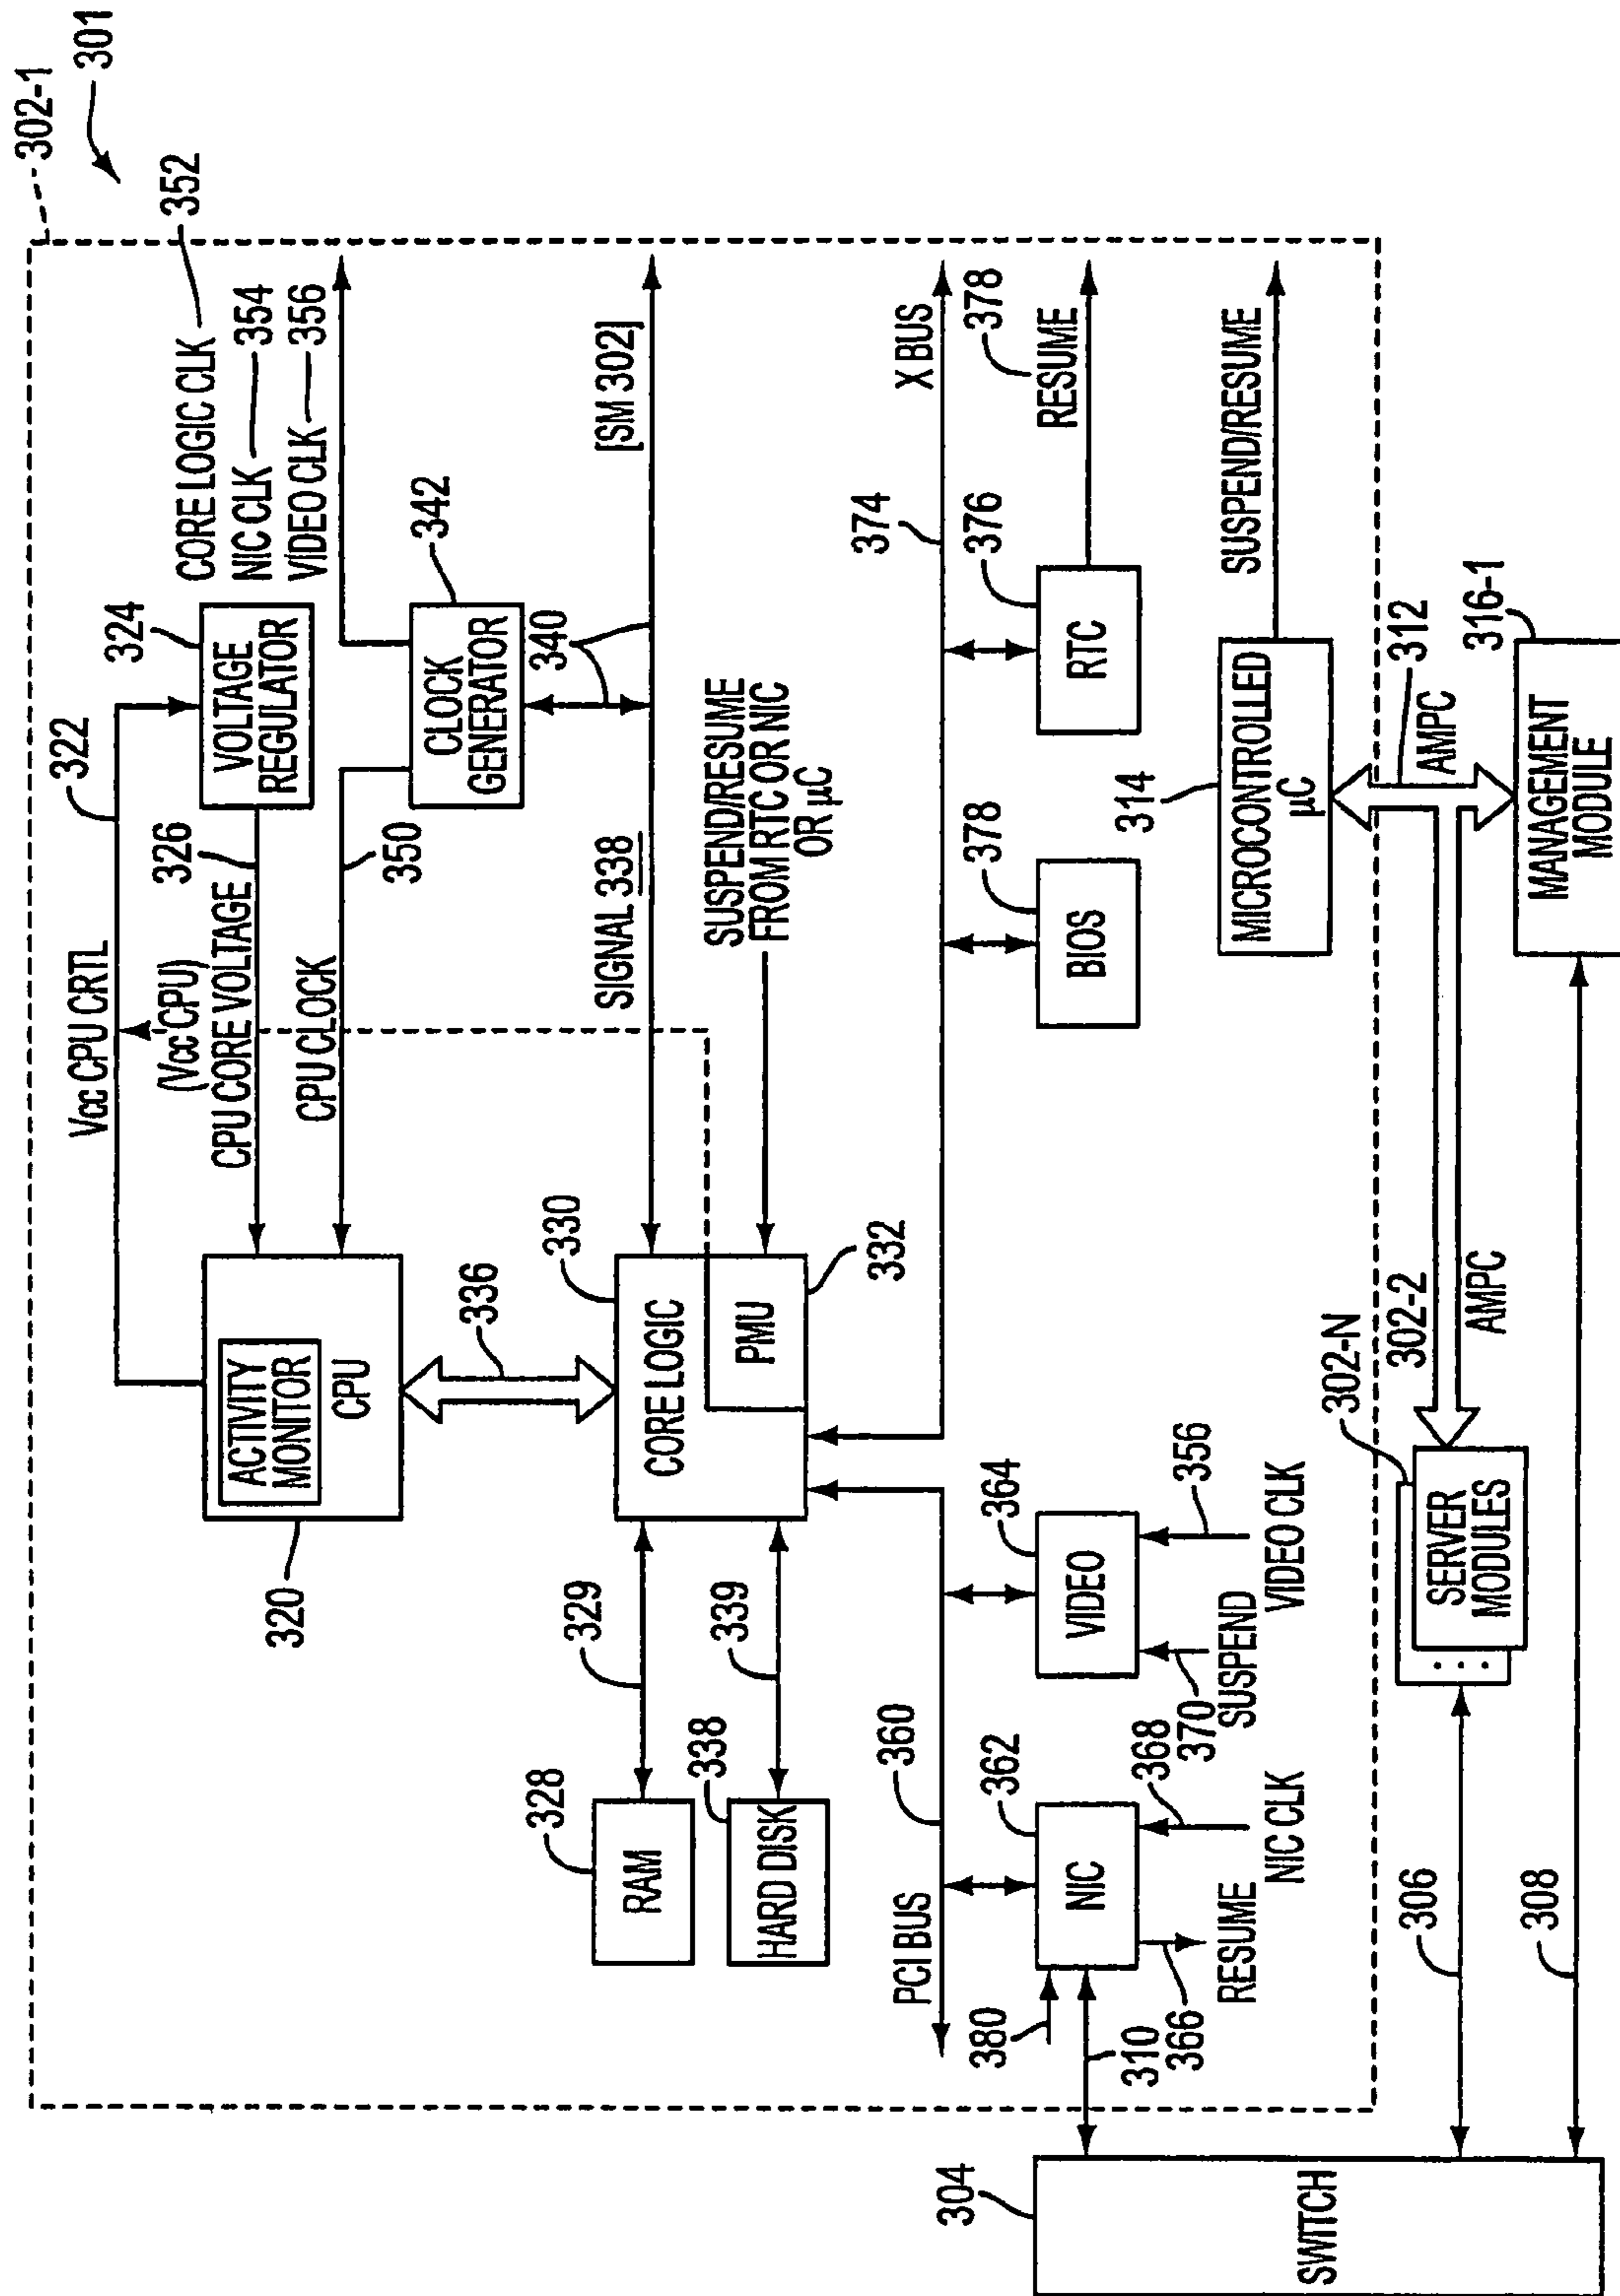 302-1
301
322
324
CORE LOGIC CLK 352
NIC CLK 354
VIDEO CLK 356
Vcc CPU CRTL
VOLTAGE
REGULATOR
326
(Vcc CPU)
CPU CORE VOLTAGE
350
CPU CLOCK
342
CLOCK
GENERATOR
340
[SM 302]
SIGNAL 338
SUSPEND/RESUME
FROM RTC OR NIC
OR μC
ACTIVITY
MONITOR
CPU
320
336
330
CORE LOGIC
PMU
332
329
339
328
RAM
338
HARD DISK
360
PCI BUS
374
X BUS
362
NIC
364
VIDEO
378
BIOS
376
RTC
378
RESUME
380
310
366
RESUME
368
NIC CLK
370
SUSPEND
356
VIDEO CLK
314
MICROCONTROLLED
μC
SUSPEND/RESUME
312
AMPC
316-1
MANAGEMENT
MODULE
302-2
AMPC
302-N
SERVER
MODULES
306
308
304
SWITCH